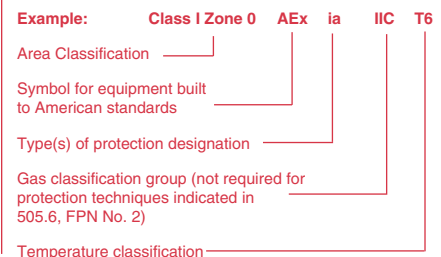 Example: Class I Zone 0 AEx ia IIC T6
Area Classification
Symbol for equipment built
to American standards
Type(s) of protection designation
Gas classification group (not required for
protection techniques indicated in
505.6, FPN No. 2)
Temperature classification